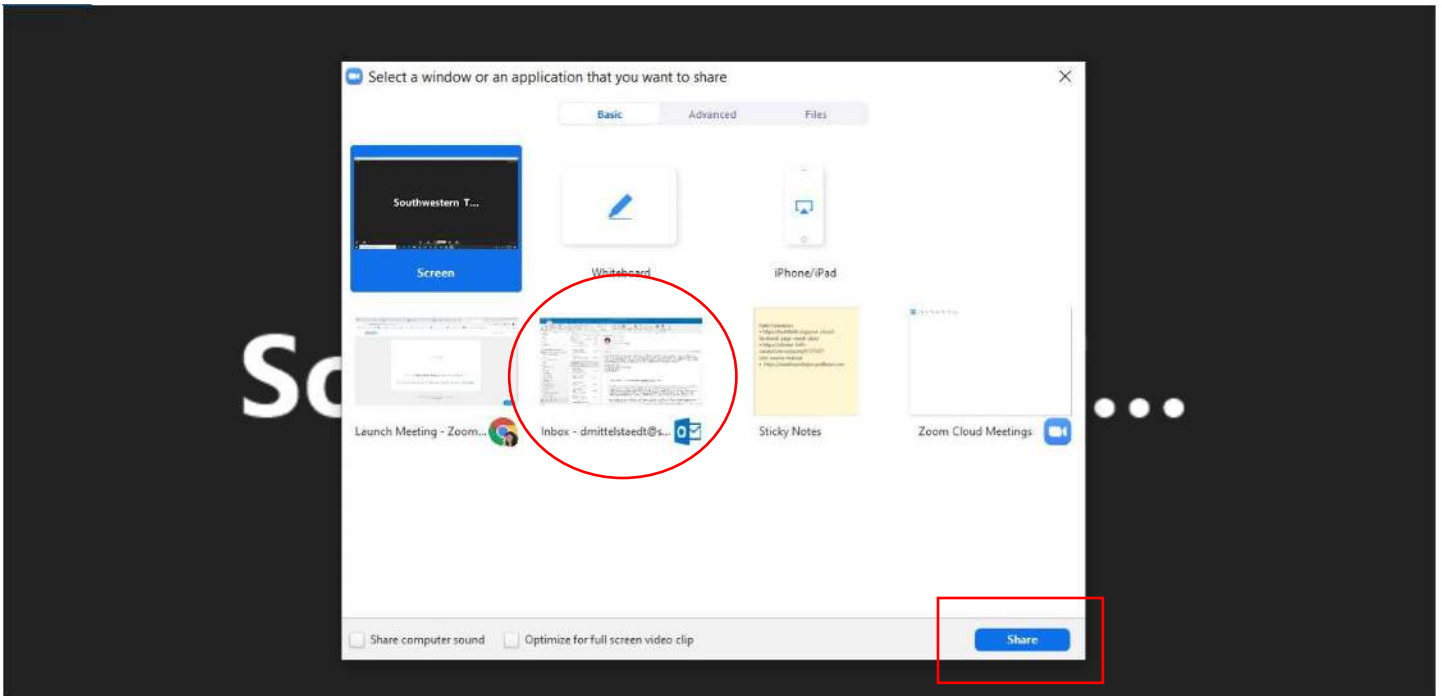 Select a window or an application that you want to share
Basic Advanced Files
Southwestern T...
Screen Whiteboard iPhone/iPad
So ...
Launch Meeting - Zoom... Inbox - dmittelstaedt@s... Sticky Notes Zoom Cloud Meetings
Share computer sound Optimize for full screen video clip Share